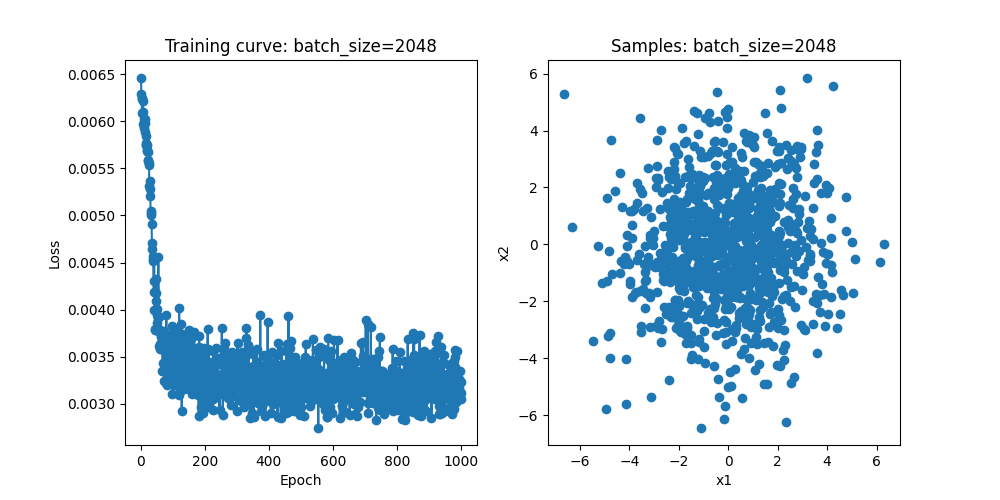 Training curve: batch_size=2048
0.0065
0.0060
0.0055
0.0050
0.0045
0.0040
0.0035
0.0030
Loss
0 200 400 600 800 1000
Epoch
Samples: batch_size=2048
6
4
2
0
−2
−4
−6
x2
−6 −4 −2 0 2 4 6
x1